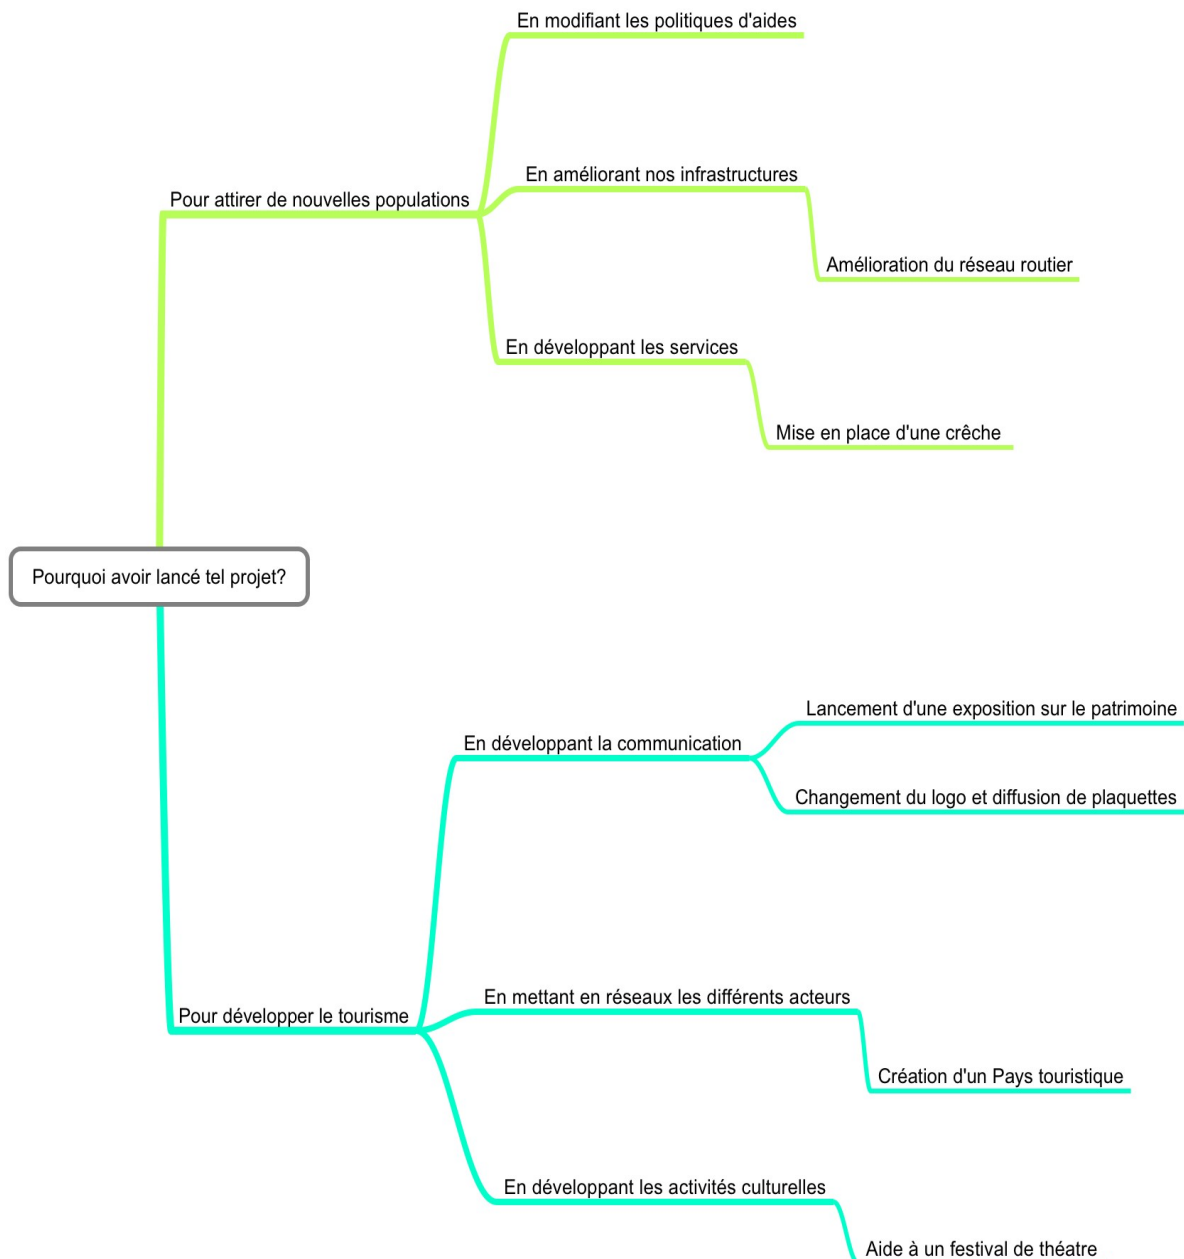 En modifiant les politiques d'aides
En améliorant nos infrastructures
Pour attirer de nouvelles populations
Amélioration du réseau routier
En développant les services
Mise en place d'une crêche
Pourquoi avoir lancé tel projet?
Lancement d'une exposition sur le patrimoine
En développant la communication
Changement du logo et diffusion de plaquettes
En mettant en réseaux les différents acteurs
Pour développer le tourisme
Création d'un Pays touristique
En développant les activités culturelles
Aide à un festival de théatre